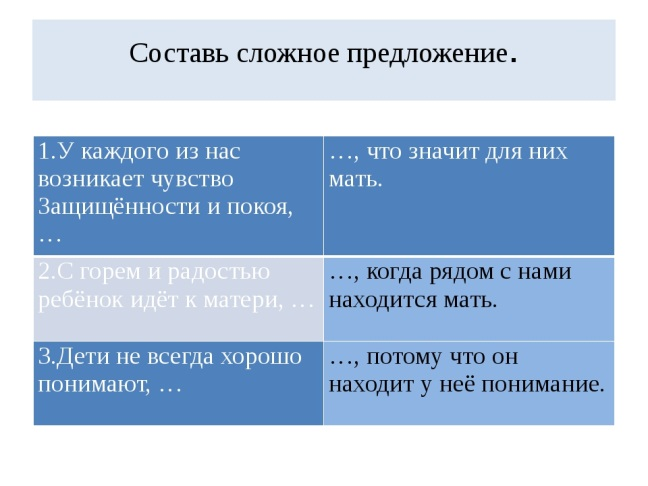 Составь сложное предложение.
1.У каждого из нас
возникает чувство
Защищённости и покоя,
…
…, что значит для них
мать.
2.С горем и радостью
ребёнок идёт к матери, …
…, когда рядом с нами
находится мать.
3.Дети не всегда хорошо
понимают, …
…, потому что он
находит у неё понимание.